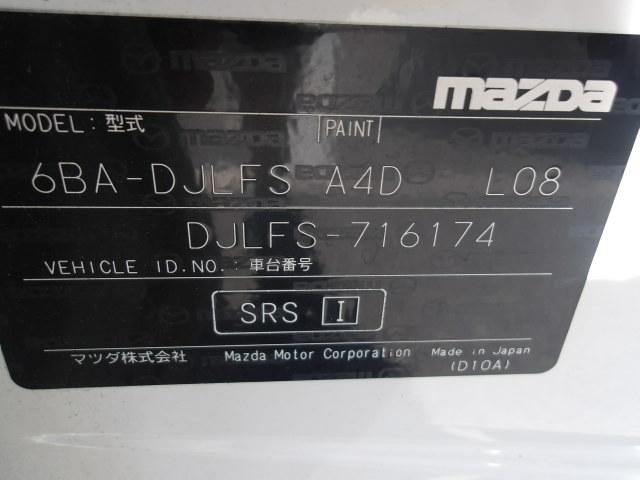 mazda
MODEL: 型式 PAINT
6BA-DJLFS A4D L08
DJLFS-716174
VEHICLE ID.NO.: 車台番号
SRS I
マツダ株式会社 Mazda Motor Corporation Made in Japan
(D10A)